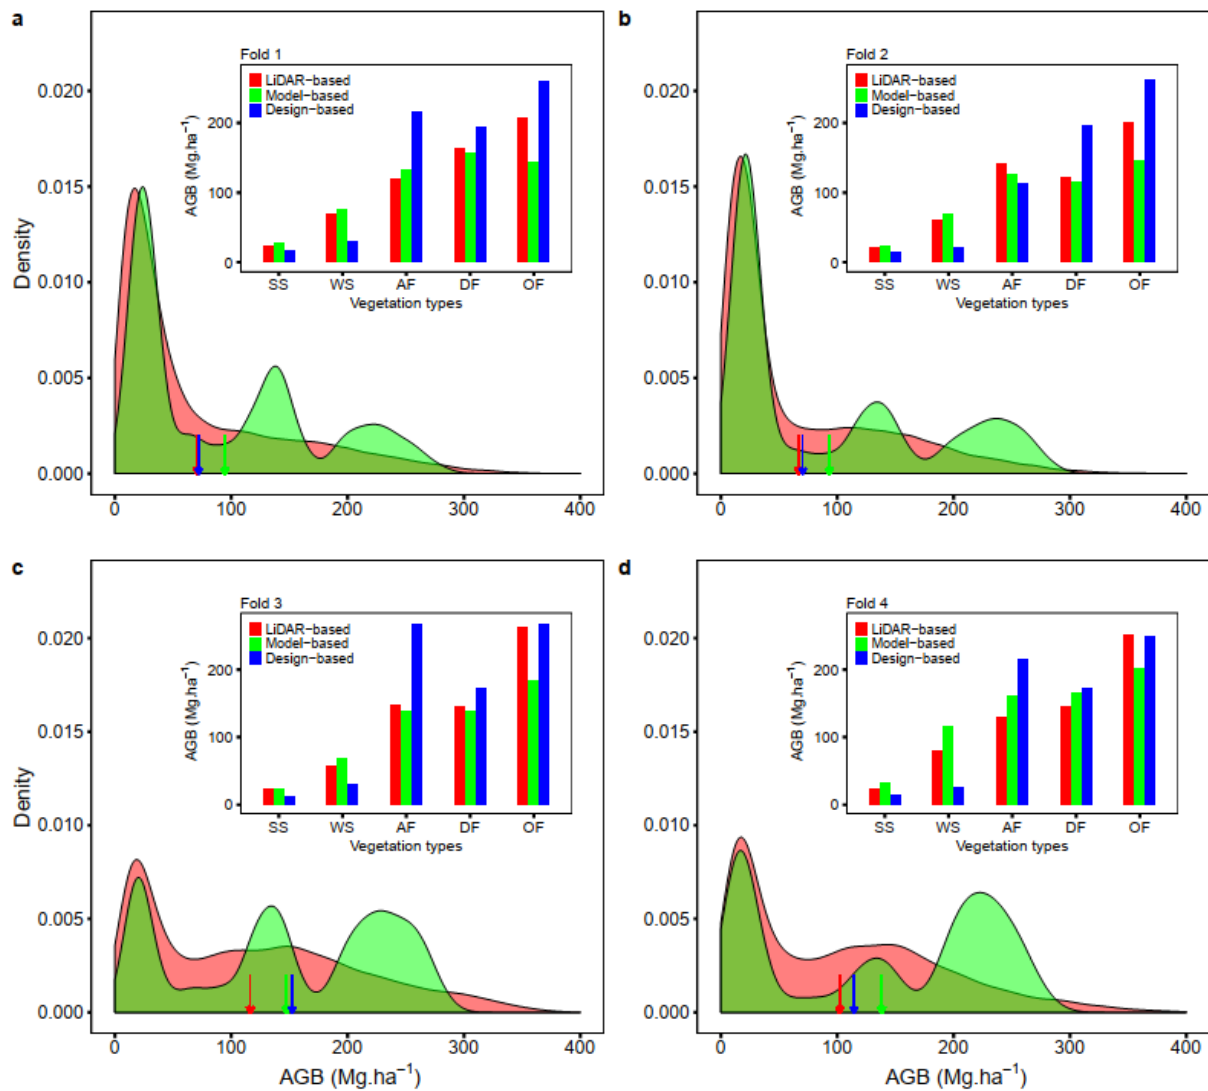 a
Fold 1
LiDAR-based
Model-based
Design-based
AGB (Mg.ha⁻¹)
200
100
0
SS WS AF DF OF
Vegetation types
Density
0.020
0.015
0.010
0.005
0.000
0 100 200 300 400
b
Fold 2
LiDAR-based
Model-based
Design-based
AGB (Mg.ha⁻¹)
200
100
0
SS WS AF DF OF
Vegetation types
0.020
0.015
0.010
0.005
0.000
0 100 200 300 400
c
Fold 3
LiDAR-based
Model-based
Design-based
AGB (Mg.ha⁻¹)
200
100
0
SS WS AF DF OF
Vegetation types
Denity
0.020
0.015
0.010
0.005
0.000
0 100 200 300 400
AGB (Mg.ha⁻¹)
d
Fold 4
LiDAR-based
Model-based
Design-based
AGB (Mg.ha⁻¹)
200
100
0
SS WS AF DF OF
Vegetation types
0.020
0.015
0.010
0.005
0.000
0 100 200 300 400
AGB (Mg.ha⁻¹)